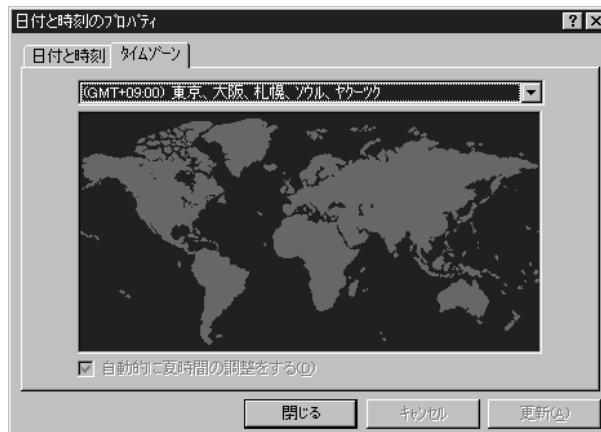 日付と時刻のﾌﾟﾛﾊﾟﾃｨ
日付と時刻 ﾀｲﾑｿﾞｰﾝ
(GMT+09:00) 東京、大阪、札幌、ｿｳﾙ、ﾔｸｰﾂｸ
自動的に夏時間の調整をする(D)
閉じる ｷｬﾝｾﾙ 更新(A)